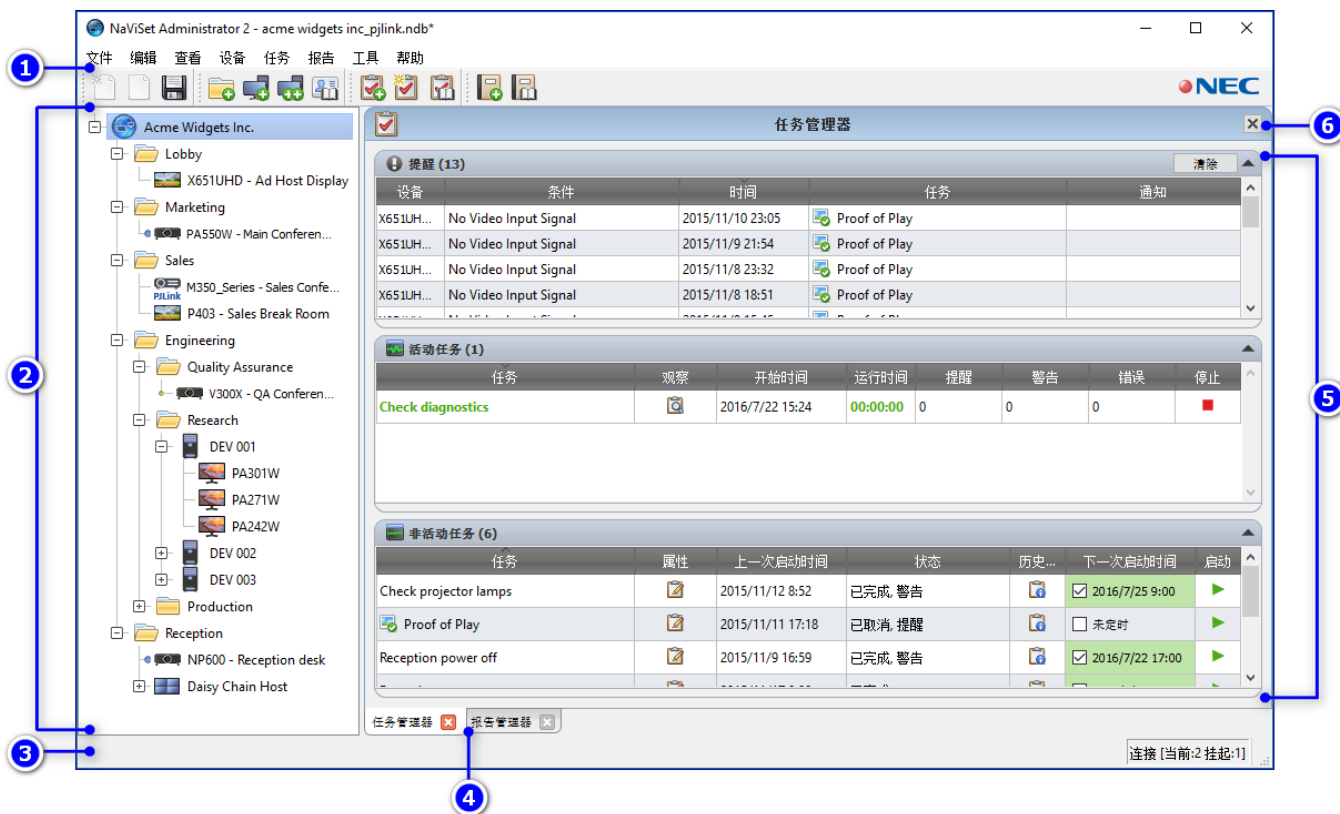 NaViSet Administrator 2 - acme widgets inc_pjlink.ndb*
文件 编辑 查看 设备 任务 报告 工具 帮助
NEC
1
2
3
4
5
6
Acme Widgets Inc.
Lobby
X651UHD - Ad Host Display
Marketing
PA550W - Main Conferen...
Sales
PJLink
M350_Series - Sales Confe...
P403 - Sales Break Room
Engineering
Quality Assurance
V300X - QA Conferen...
Research
DEV 001
PA301W
PA271W
PA242W
DEV 002
DEV 003
Production
Reception
NP600 - Reception desk
Daisy Chain Host
任务管理器
提醒 (13) 清除
设备 条件 时间 任务 通知
X651UH... No Video Input Signal 2015/11/10 23:05 Proof of Play
X651UH... No Video Input Signal 2015/11/9 21:54 Proof of Play
X651UH... No Video Input Signal 2015/11/8 23:32 Proof of Play
X651UH... No Video Input Signal 2015/11/8 18:51 Proof of Play
活动任务 (1)
任务 观察 开始时间 运行时间 提醒 警告 错误 停止
Check diagnostics 2016/7/22 15:24 00:00:00 0 0 0
非活动任务 (6)
任务 属性 上一次启动时间 状态 历史... 下一次启动时间 启动
Check projector lamps 2015/11/12 8:52 已完成, 警告 2016/7/25 9:00
Proof of Play 2015/11/11 17:18 已取消, 提醒 未定时
Reception power off 2015/11/9 16:59 已完成, 警告 2016/7/22 17:00
任务管理器 报告管理器
连接 [当前:2 挂起:1]